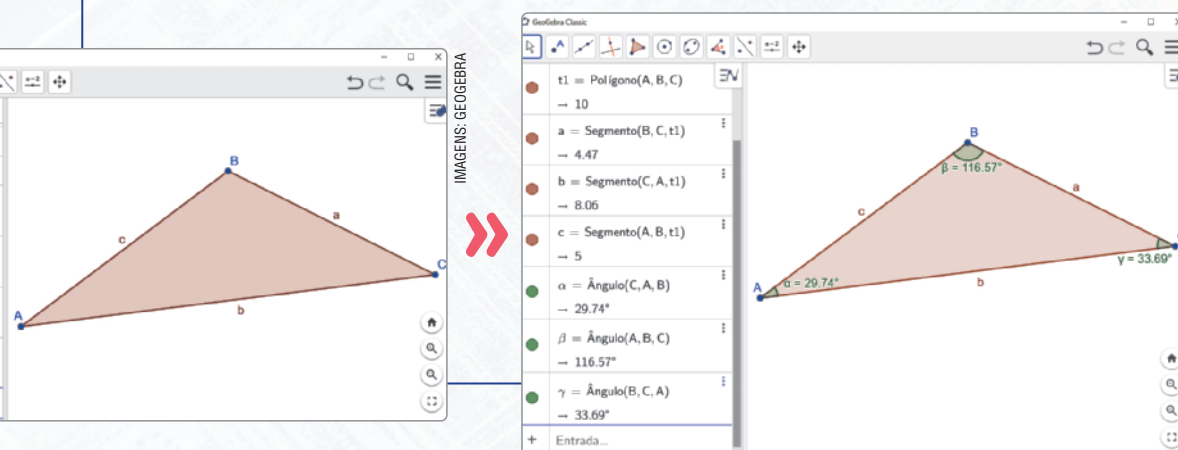 B
a
c
C
A
b
IMAGENS: GEOGEBRA
GeoGebra Classic
t1 = Polígono(A, B, C)
→ 10
a = Segmento(B, C, t1)
→ 4.47
b = Segmento(C, A, t1)
→ 8.06
c = Segmento(A, B, t1)
→ 5
α = Ângulo(C, A, B)
→ 29.74°
β = Ângulo(A, B, C)
→ 116.57°
γ = Ângulo(B, C, A)
→ 33.69°
+ Entrada...
B
β = 116.57°
a
c
γ = 33.69°
A
α = 29.74°
b